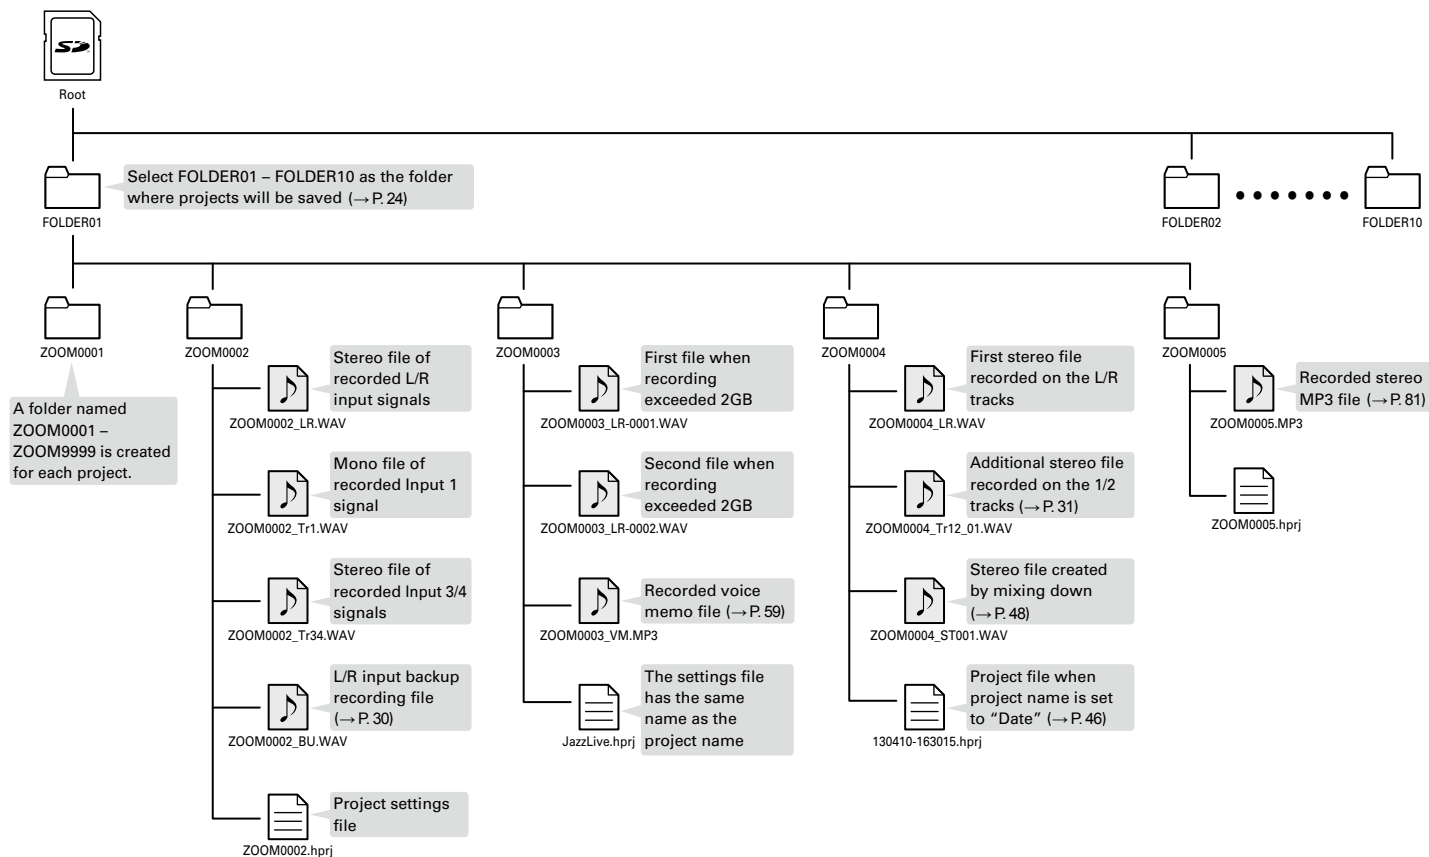 SD
Root
FOLDER01
Select FOLDER01 – FOLDER10 as the folder
where projects will be saved (→P. 24)
FOLDER02
FOLDER10
ZOOM0001
A folder named
ZOOM0001 –
ZOOM9999 is created
for each project.
ZOOM0002
Stereo file of
recorded L/R
input signals
ZOOM0002_LR.WAV
Mono file of
recorded Input 1
signal
ZOOM0002_Tr1.WAV
Stereo file of
recorded Input 3/4
signals
ZOOM0002_Tr34.WAV
L/R input backup
recording file
(→P. 30)
ZOOM0002_BU.WAV
Project settings
file
ZOOM0002.hprj
ZOOM0003
First file when
recording
exceeded 2GB
ZOOM0003_LR-0001.WAV
Second file when
recording
exceeded 2GB
ZOOM0003_LR-0002.WAV
Recorded voice
memo file (→P. 59)
ZOOM0003_VM.MP3
The settings file
has the same
name as the
project name
JazzLive.hprj
ZOOM0004
First stereo file
recorded on the L/R
tracks
ZOOM0004_LR.WAV
Additional stereo file
recorded on the 1/2
tracks (→P. 31)
ZOOM0004_Tr12_01.WAV
Stereo file created
by mixing down
(→P. 48)
ZOOM0004_ST001.WAV
Project file when
project name is set
to “Date” (→P. 46)
130410-163015.hprj
ZOOM0005
Recorded stereo
MP3 file (→P. 81)
ZOOM0005.MP3
ZOOM0005.hprj